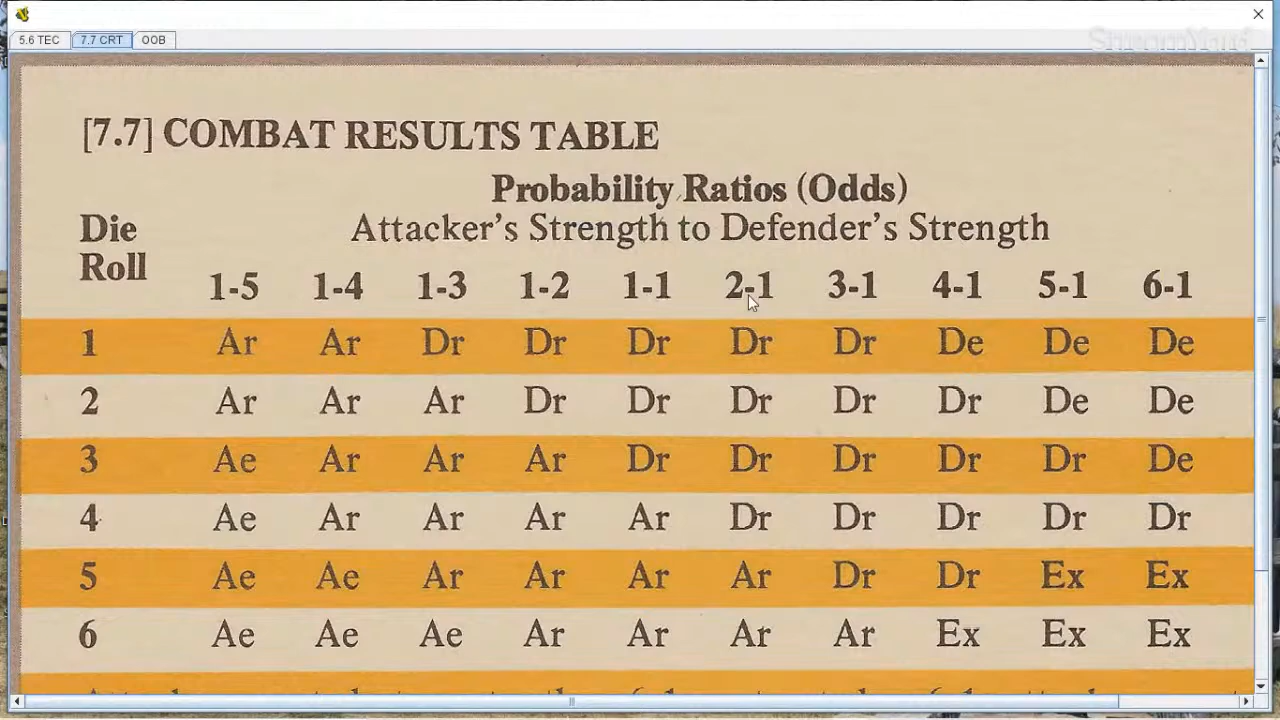 5.6 TEC 7.7 CRT OOB
StreamYard
[7.7] COMBAT RESULTS TABLE
Probability Ratios (Odds)
Attacker's Strength to Defender's Strength
Die
Roll
1-5 1-4 1-3 1-2 1-1 2-1 3-1 4-1 5-1 6-1
1 Ar Ar Dr Dr Dr Dr Dr De De De
2 Ar Ar Ar Dr Dr Dr Dr Dr De De
3 Ae Ar Ar Ar Dr Dr Dr Dr Dr De
4 Ae Ar Ar Ar Ar Dr Dr Dr Dr Dr
5 Ae Ae Ar Ar Ar Ar Dr Dr Ex Ex
6 Ae Ae Ae Ar Ar Ar Ar Ex Ex Ex